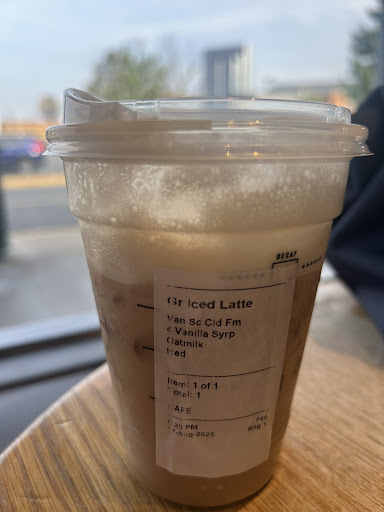 DECAF
Gr Iced Latte
Van Sc Cld Fm
4 Vanilla Syrp
Oatmilk
Iced
Item: 1 of 1
Total: 1
CAFE
Reg 1